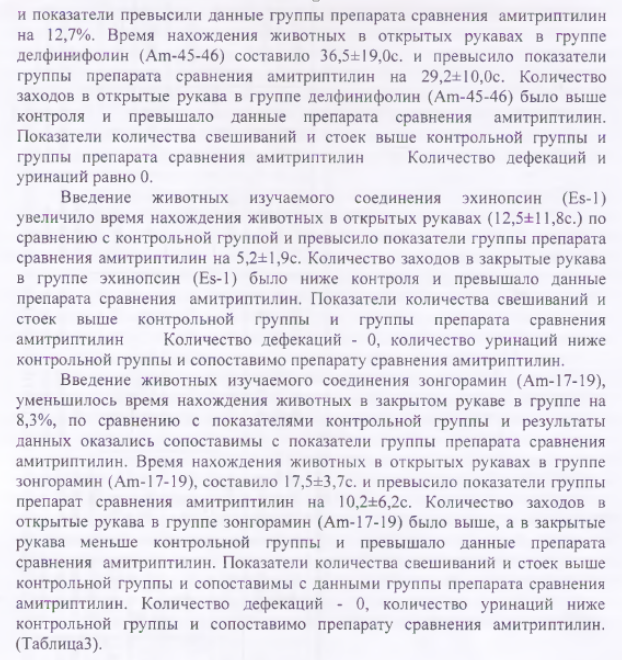 и показатели превысили данные группы препарата сравнения амитриптилин
на 12,7%. Время нахождения животных в открытых рукавах в группе
делфинифолин (Am-45-46) составило 36,5±19,0с. и превысило показатели
группы препарата сравнения амитриптилин на 29,2±10,0с. Количество
заходов в открытые рукава в группе делфинифолин (Am-45-46) было выше
контроля и превышало данные препарата сравнения амитриптилин.
Показатели количества свешиваний и стоек выше контрольной группы и
группы препарата сравнения амитриптилин Количество дефекаций и
уринаций равно 0.
Введение животных изучаемого соединения эхинопсин (Es-1)
увеличило время нахождения животных в открытых рукавах (12,5±11,8с.) по
сравнению с контрольной группой и превысило показатели группы препарата
сравнения амитриптилин на 5,2±1,9с. Количество заходов в закрытые рукава
в группе эхинопсин (Es-1) было ниже контроля и превышало данные
препарата сравнения амитриптилин. Показатели количества свешиваний и
стоек выше контрольной группы и группы препарата сравнения
амитриптилин Количество дефекаций - 0, количество уринаций ниже
контрольной группы и сопоставимо препарату сравнения амитриптилин.
Введение животных изучаемого соединения зонгорамин (Am-17-19),
уменьшилось время нахождения животных в закрытом рукаве в группе на
8,3%, по сравнению с показателями контрольной группы и результаты
данных оказались сопоставимы с показатели группы препарата сравнения
амитриптилин. Время нахождения животных в открытых рукавах в группе
зонгорамин (Am-17-19), составило 17,5±3,7с. и превысило показатели группы
препарат сравнения амитриптилин на 10,2±6,2с. Количество заходов в
открытые рукава в группе зонгорамин (Am-17-19) было выше, а в закрытые
рукава меньше контрольной группы и превышало данные препарата
сравнения амитриптилин. Показатели количества свешиваний и стоек выше
контрольной группы и сопоставимы с данными группы препарата сравнения
амитриптилин. Количество дефекаций - 0, количество уринаций ниже
контрольной группы и сопоставимо препарату сравнения амитриптилин.
(Таблица3).